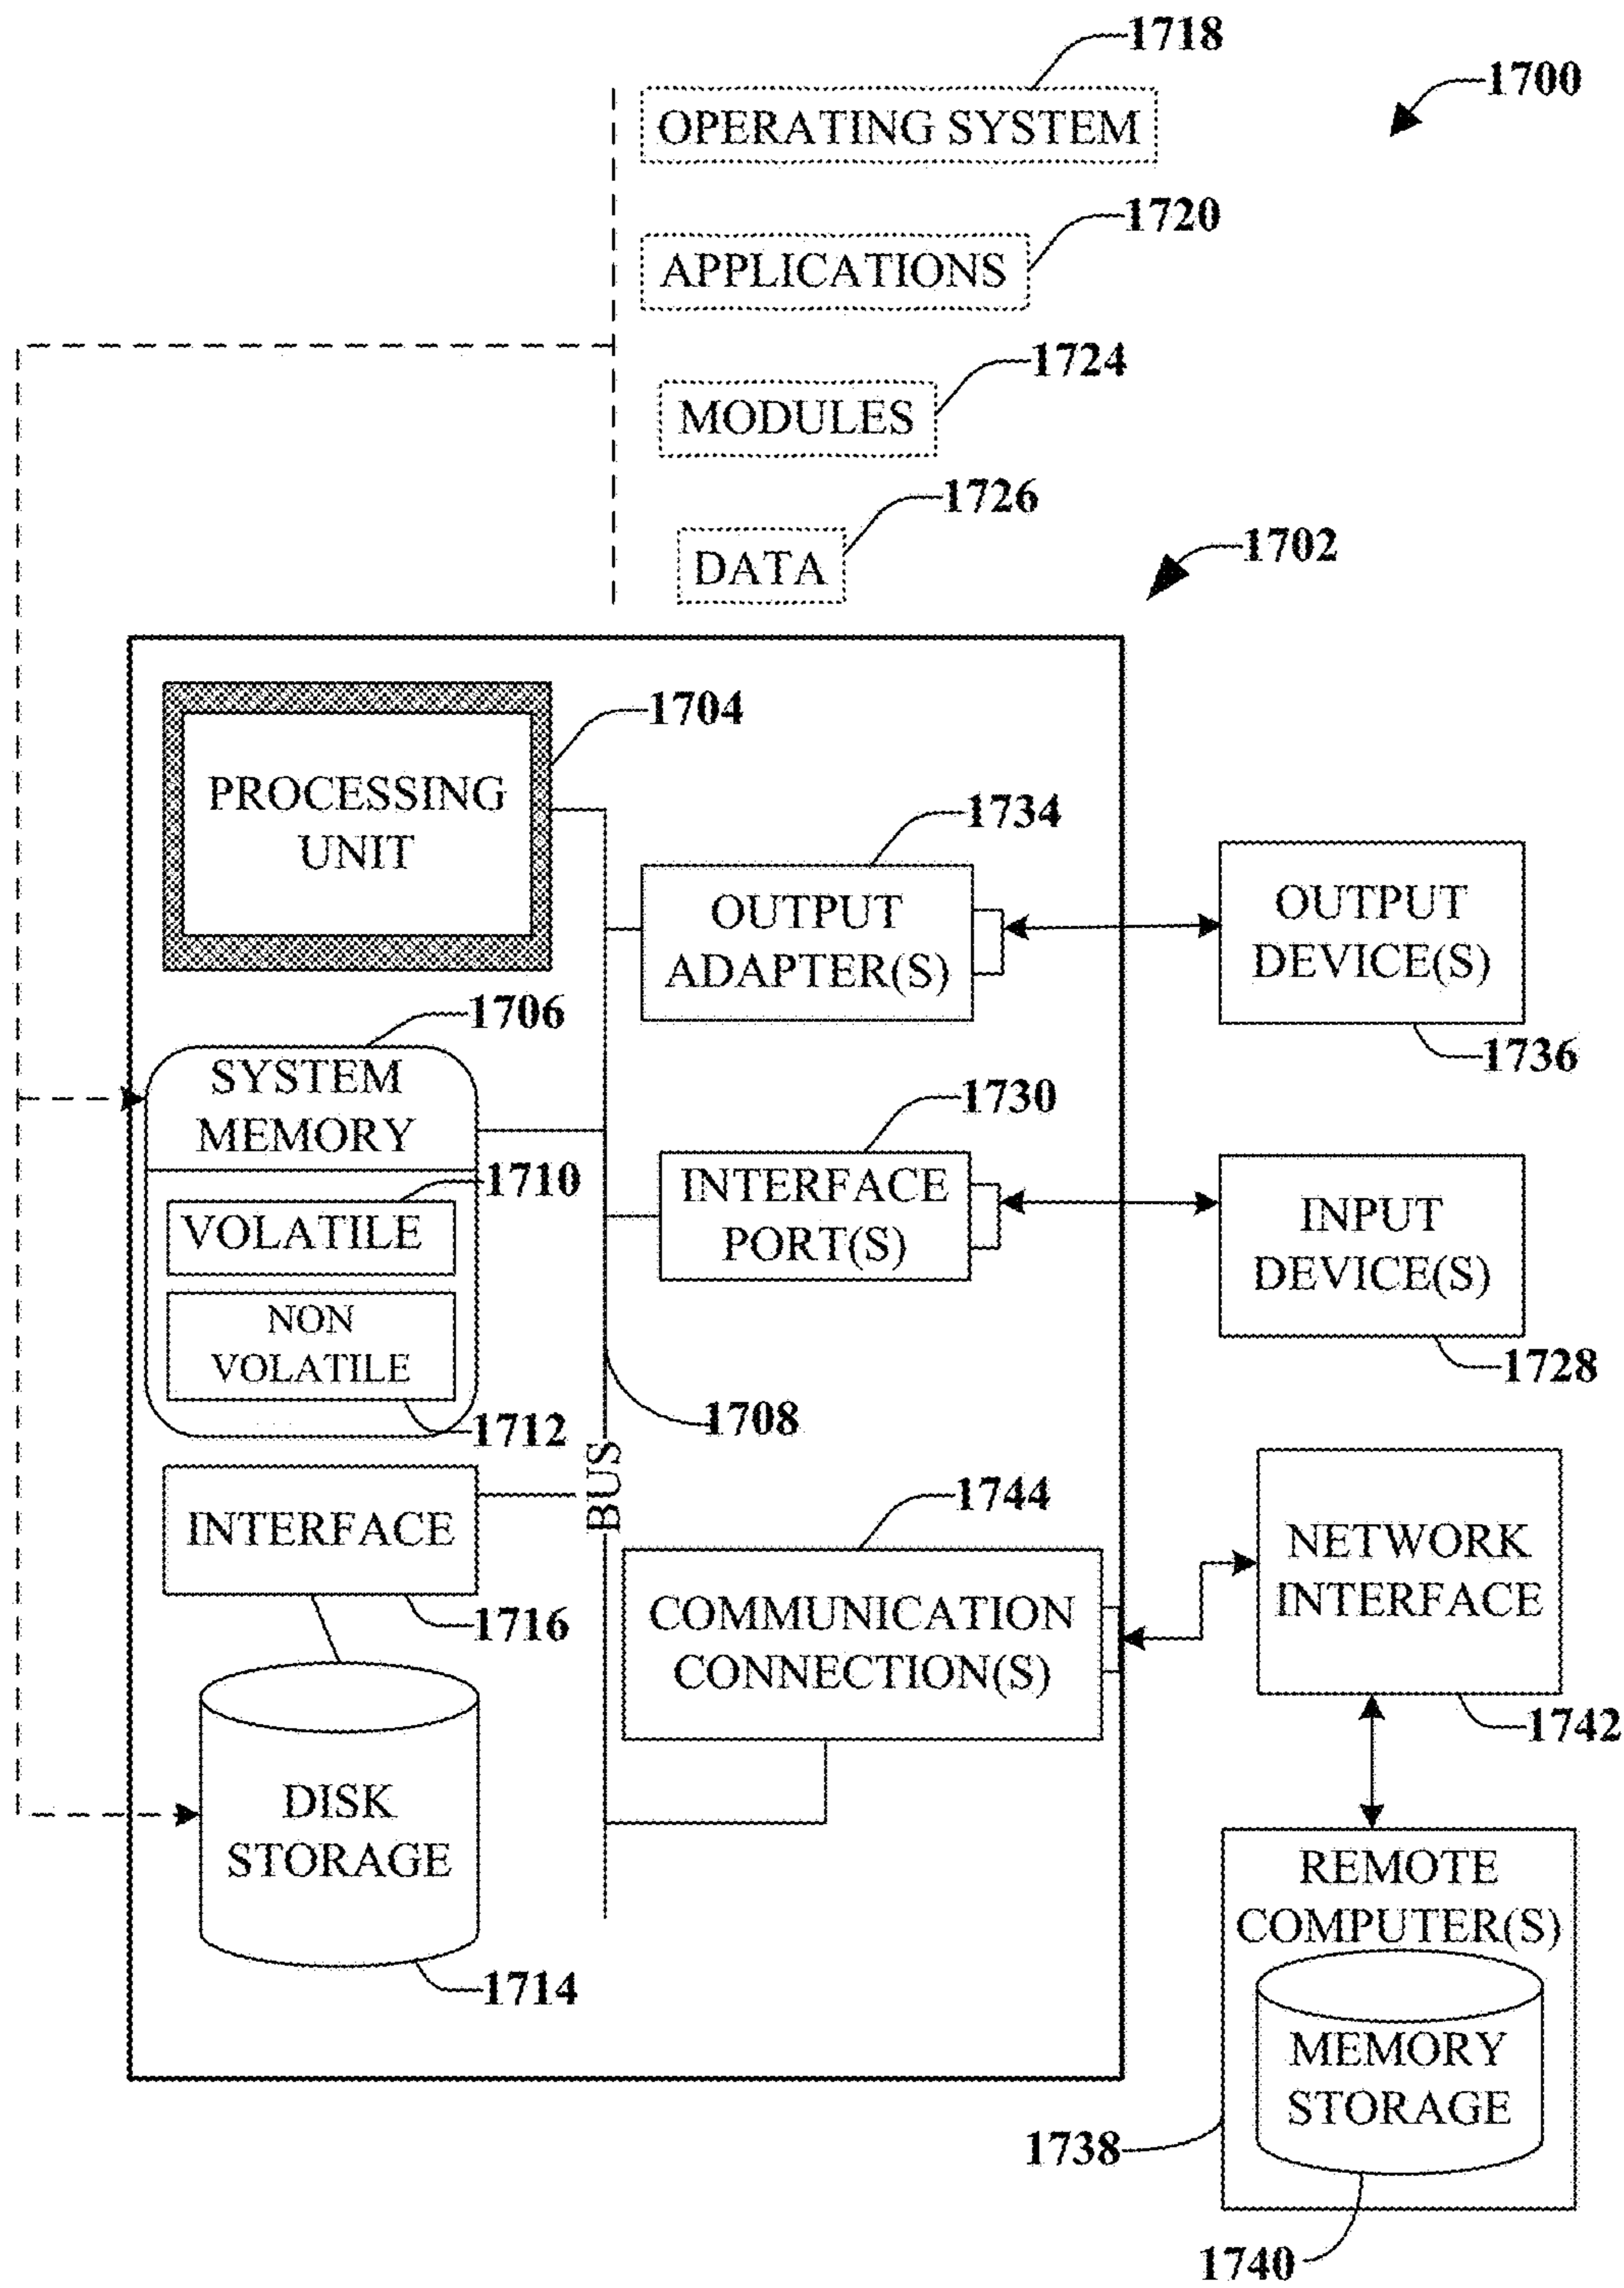 1718
1700
OPERATING SYSTEM
1720
APPLICATIONS
1724
MODULES
1726
DATA
1702
1704
PROCESSING
UNIT
1734
OUTPUT
ADAPTER(S)
OUTPUT
DEVICE(S)
1736
1706
SYSTEM
MEMORY
1710
VOLATILE
NON
VOLATILE
1712
1730
INTERFACE
PORT(S)
INPUT
DEVICE(S)
1728
1708
BUS
INTERFACE
1716
1744
COMMUNICATION
CONNECTION(S)
NETWORK
INTERFACE
1742
DISK
STORAGE
1714
REMOTE
COMPUTER(S)
MEMORY
STORAGE
1738
1740